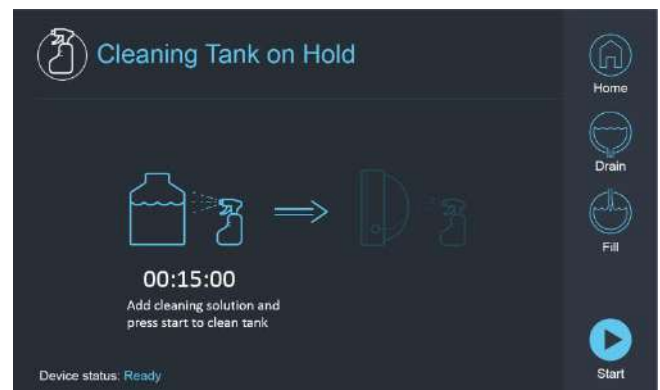 Cleaning Tank on Hold
Home
Drain
Fill
00:15:00
Add cleaning solution and
press start to clean tank
Device status: Ready
Start